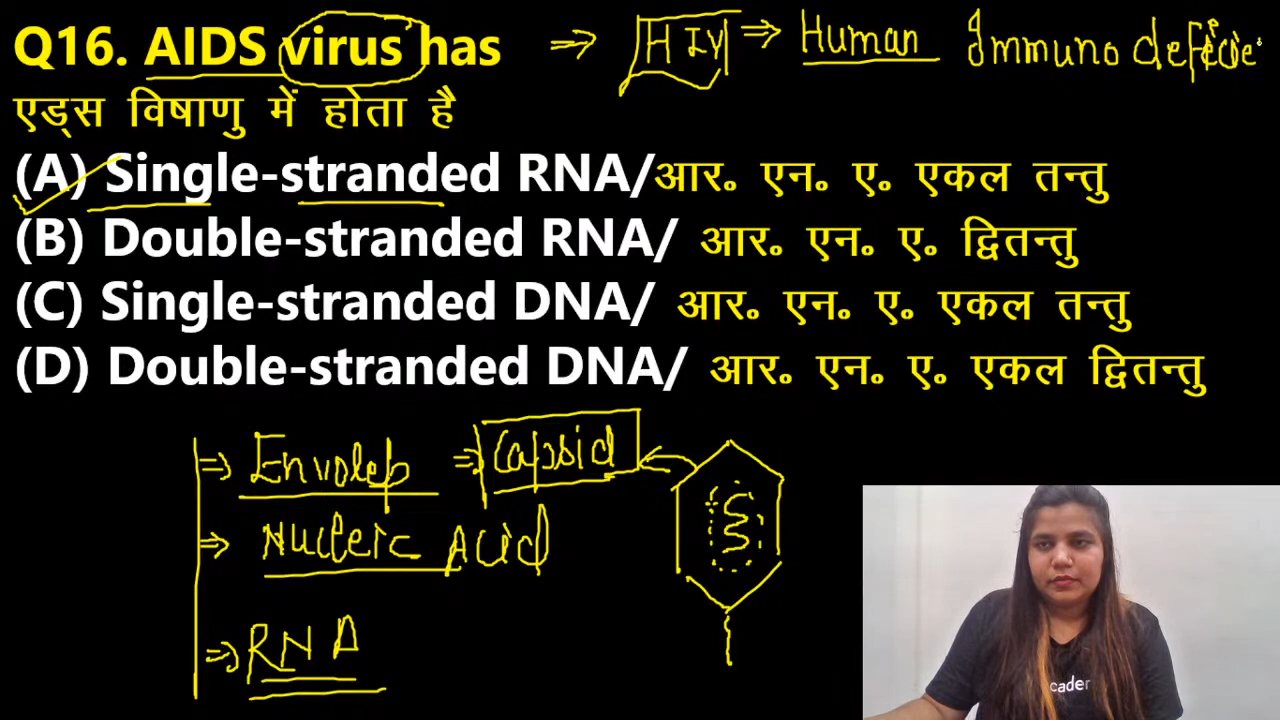 Q16. AIDS virus has ⇒ HIV ⇒ Human Immuno defici
एड्स विषाणु में होता है
(A) Single-stranded RNA/आर॰ एन॰ ए॰ एकल तन्तु
(B) Double-stranded RNA/ आर॰ एन॰ ए॰ द्वितन्तु
(C) Single-stranded DNA/ आर॰ एन॰ ए॰ एकल तन्तु
(D) Double-stranded DNA/ आर॰ एन॰ ए॰ एकल द्वितन्तु
⇒ Envolep ⇒ Capsid
⇒ Nucleic Acid
⇒ RNA
cader